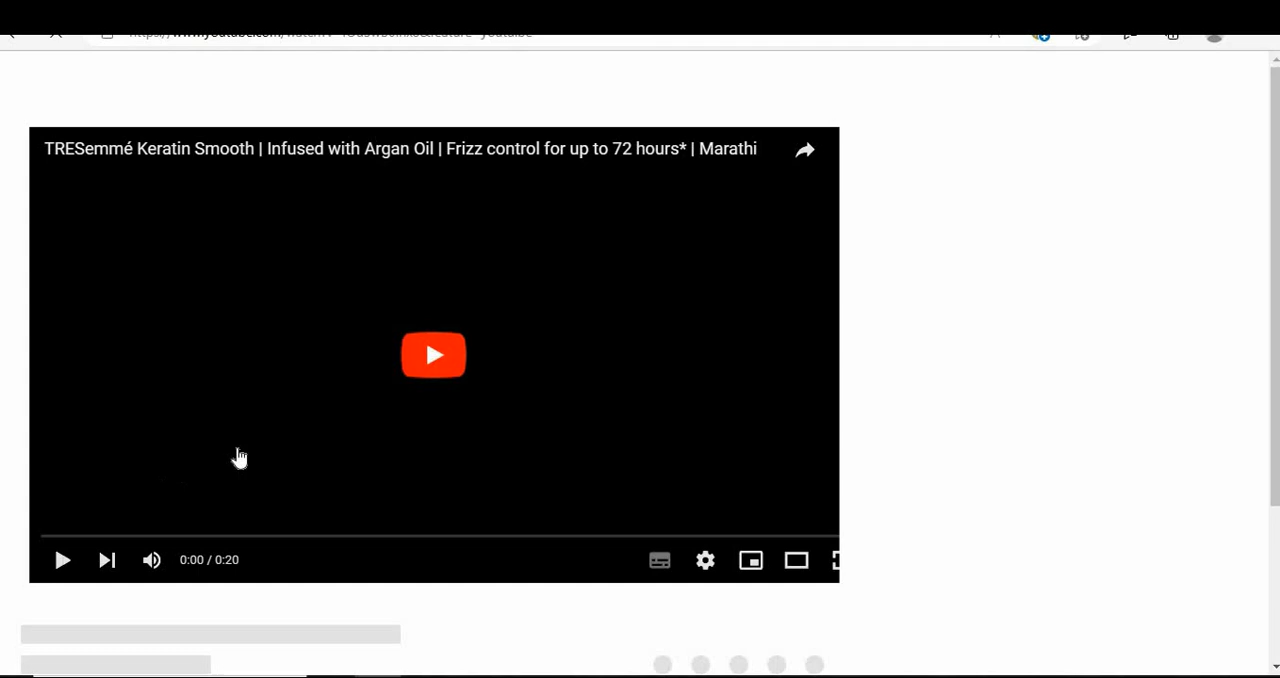 TRESemmé Keratin Smooth | Infused with Argan Oil | Frizz control for up to 72 hours* | Marathi
0:00 / 0:20